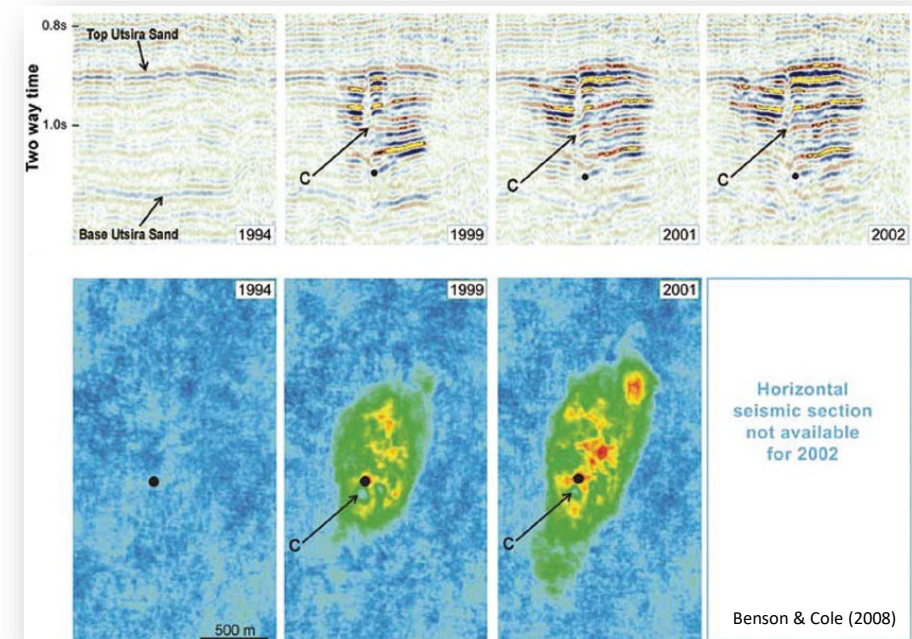 0.8s
Top Utsira Sand
Two way time
1.0s
C
C
C
Base Utsira Sand
1994
1999
2001
2002
1994
1999
2001
Horizontal
seismic section
not available
for 2002
C
C
500 m
Benson & Cole (2008)